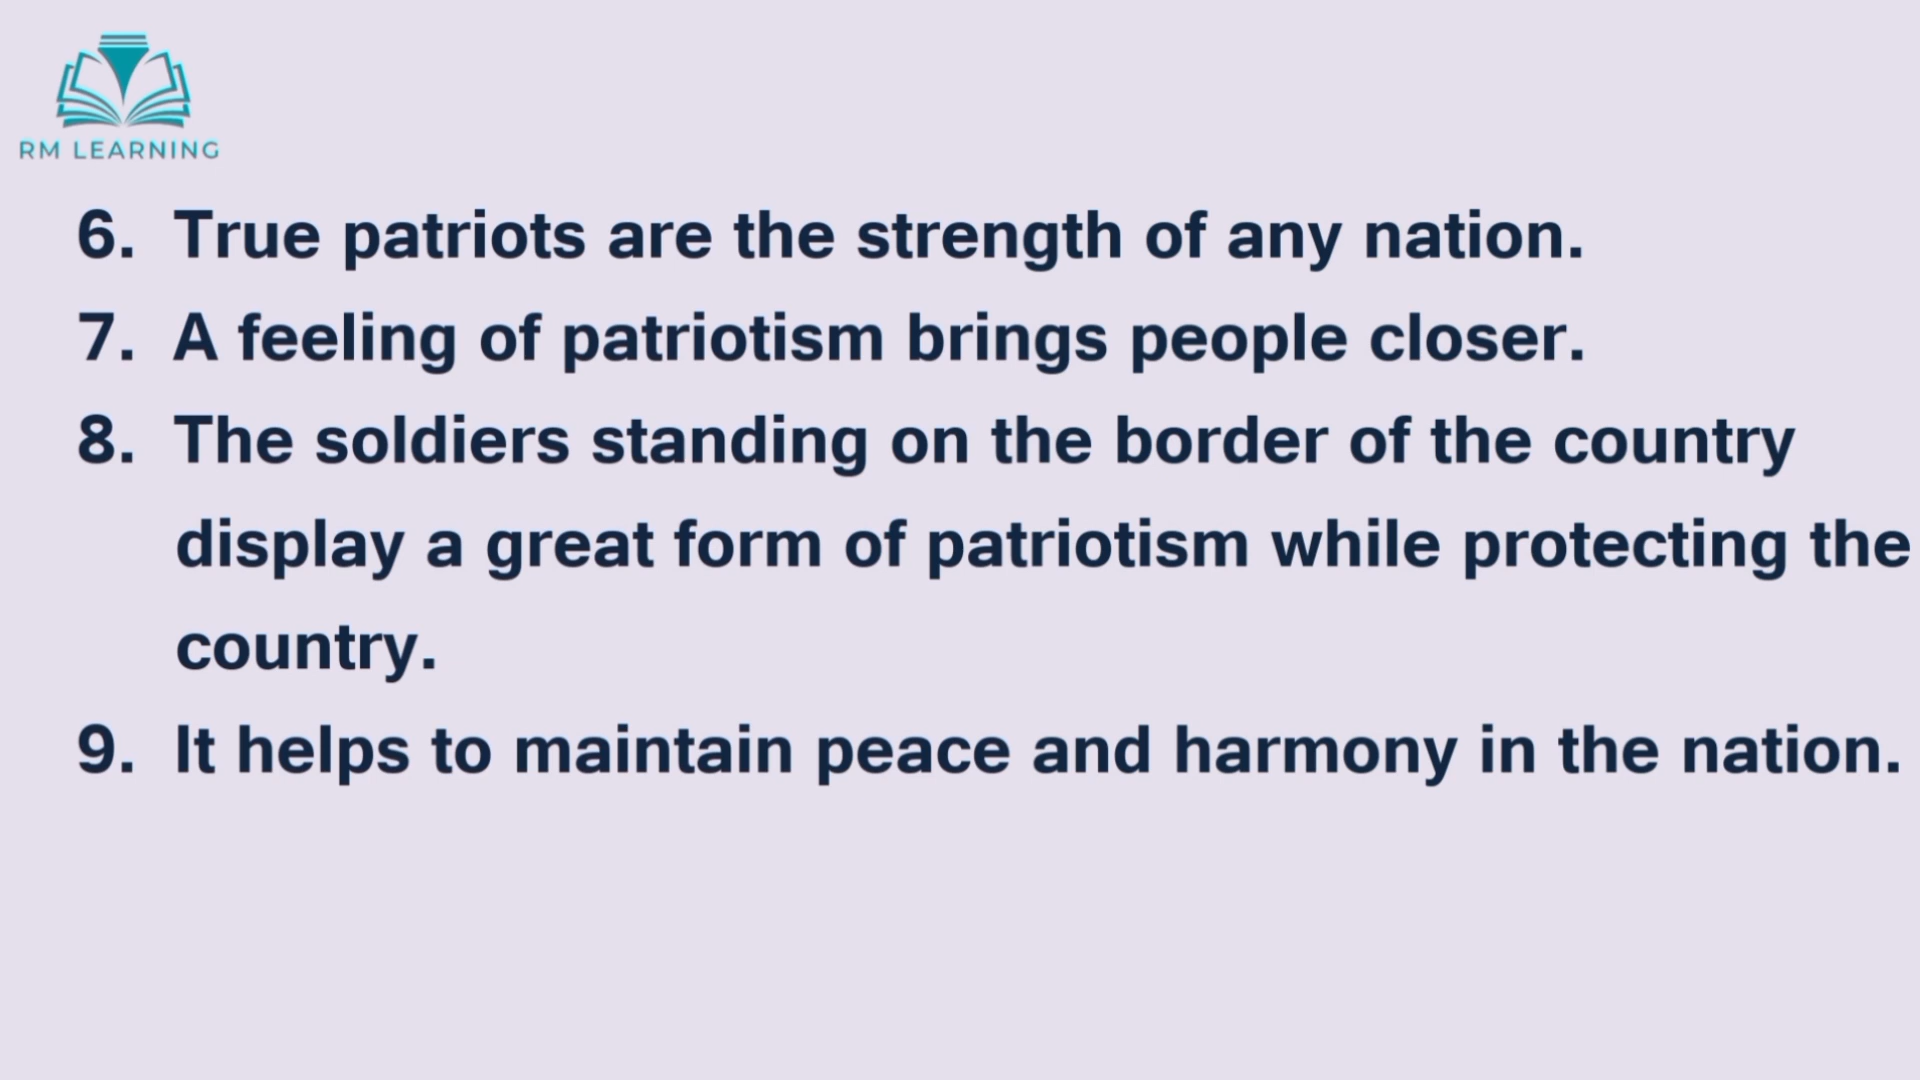 RM LEARNING
6. True patriots are the strength of any nation.
7. A feeling of patriotism brings people closer.
8. The soldiers standing on the border of the country
display a great form of patriotism while protecting the
country.
9. It helps to maintain peace and harmony in the nation.